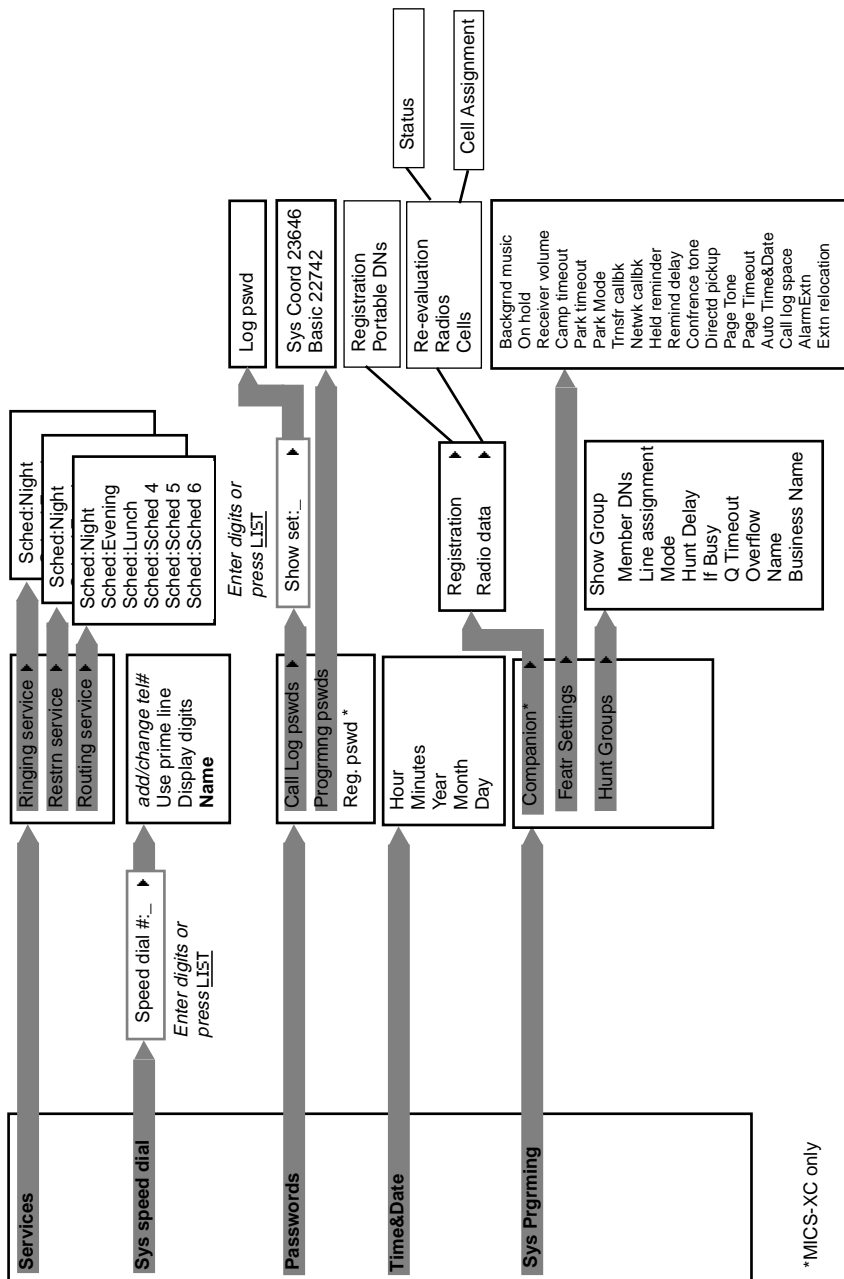 Services
Ringing service
Restrn service
Routing service
Sched:Night
Sched:Night
Sched:Night
Sched:Evening
Sched:Lunch
Sched:Sched 4
Sched:Sched 5
Sched:Sched 6
Sys speed dial
Speed dial #:_
Enter digits or
press LIST
add/change tel#
Use prime line
Display digits
Name
Passwords
Call Log pswds
Progrmng pswds
Reg. pswd *
Enter digits or
press LIST
Show set:_
Log pswd
Sys Coord 23646
Basic 22742
Time&Date
Hour
Minutes
Year
Month
Day
Sys Prgrming
Companion*
Featr Settings
Hunt Groups
Registration
Radio data
Registration
Portable DNs
Re-evaluation
Radios
Cells
Status
Cell Assignment
Backgrnd music
On hold
Receiver volume
Camp timeout
Park timeout
Park Mode
Trnsfr callbk
Netwk callbk
Held reminder
Remind delay
Confrence tone
Directd pickup
Page Tone
Page Timeout
Auto Time&Date
Call log space
AlarmExtn
Extn relocation
Show Group
Member DNs
Line assignment
Mode
Hunt Delay
If Busy
Q Timeout
Overflow
Name
Business Name
*MICS-XC only